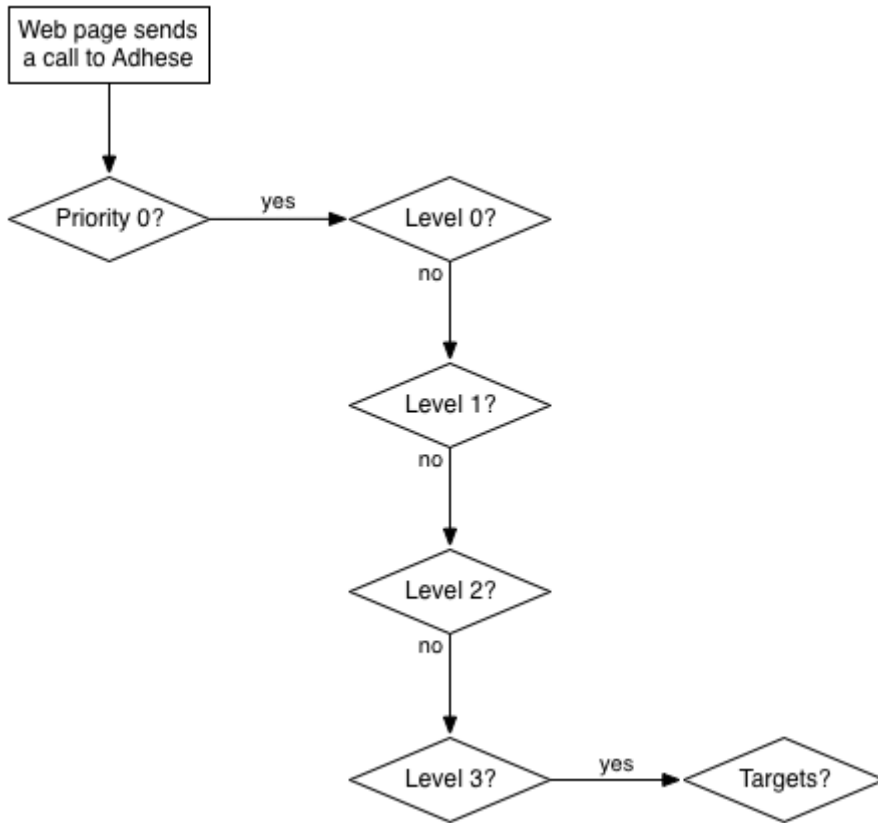 Web page sends
a call to Adhese
Priority 0?
yes
Level 0?
no
Level 1?
no
Level 2?
no
Level 3?
yes
Targets?